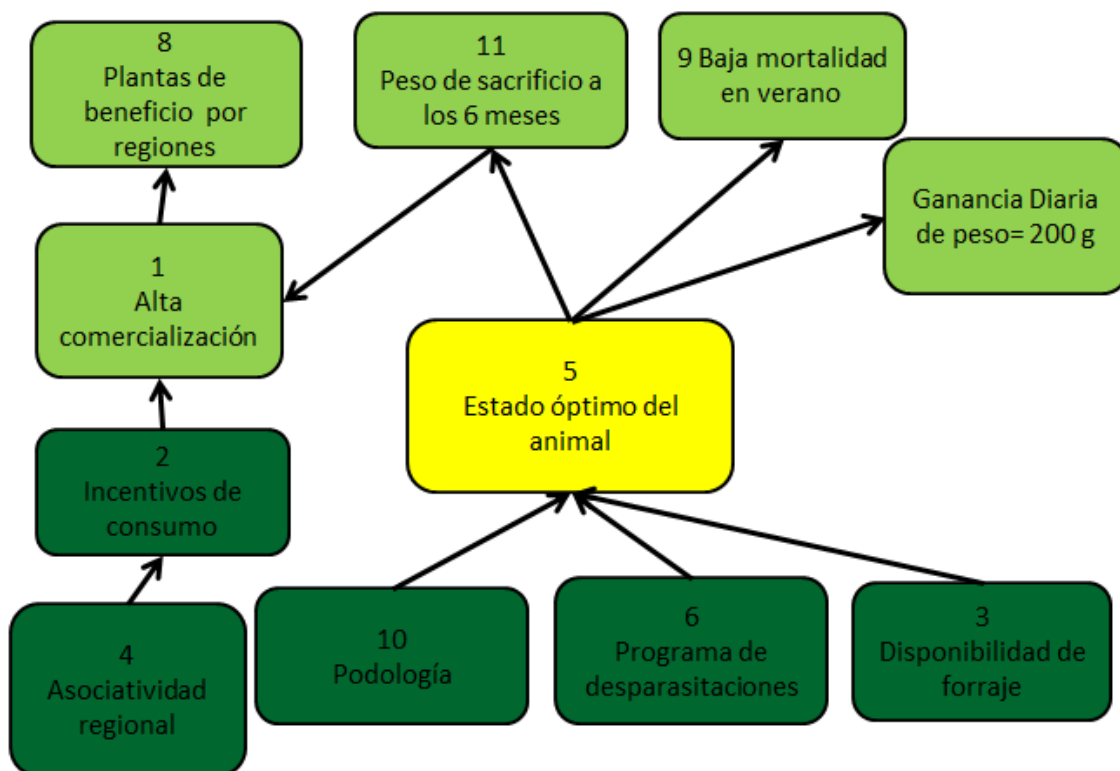 8
Plantas de
beneficio por
regiones
11
Peso de sacrificio a
los 6 meses
9 Baja mortalidad
en verano
Ganancia Diaria
de peso= 200 g
1
Alta
comercialización
5
Estado óptimo del
animal
2
Incentivos de
consumo
4
Asociatividad
regional
10
Podología
6
Programa de
desparasitaciones
3
Disponibilidad de
forraje